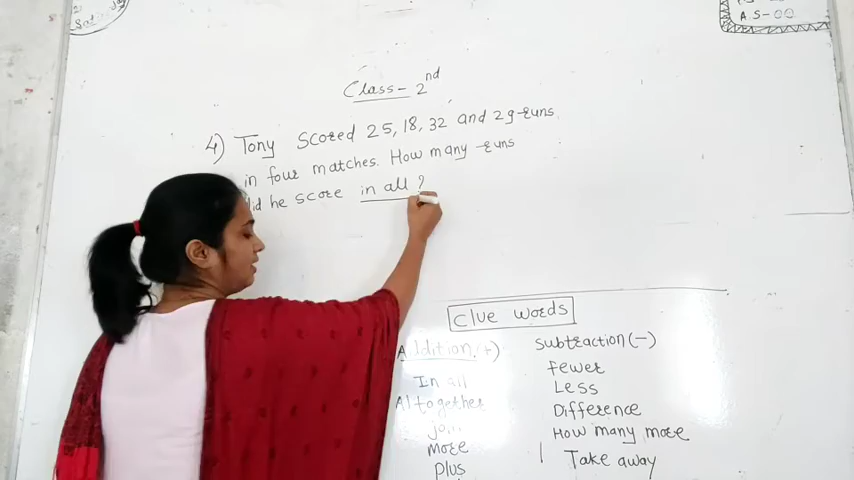 A.S-00
Class- 2nd
4) Tony scored 25, 18, 32 and 29-runs
in four matches. How many -runs
did he score in all ?
Clue words
Addition (+)
In all
Altogether
more
plus
subtraction (-)
Fewer
Less
Difference
How many more
Take away